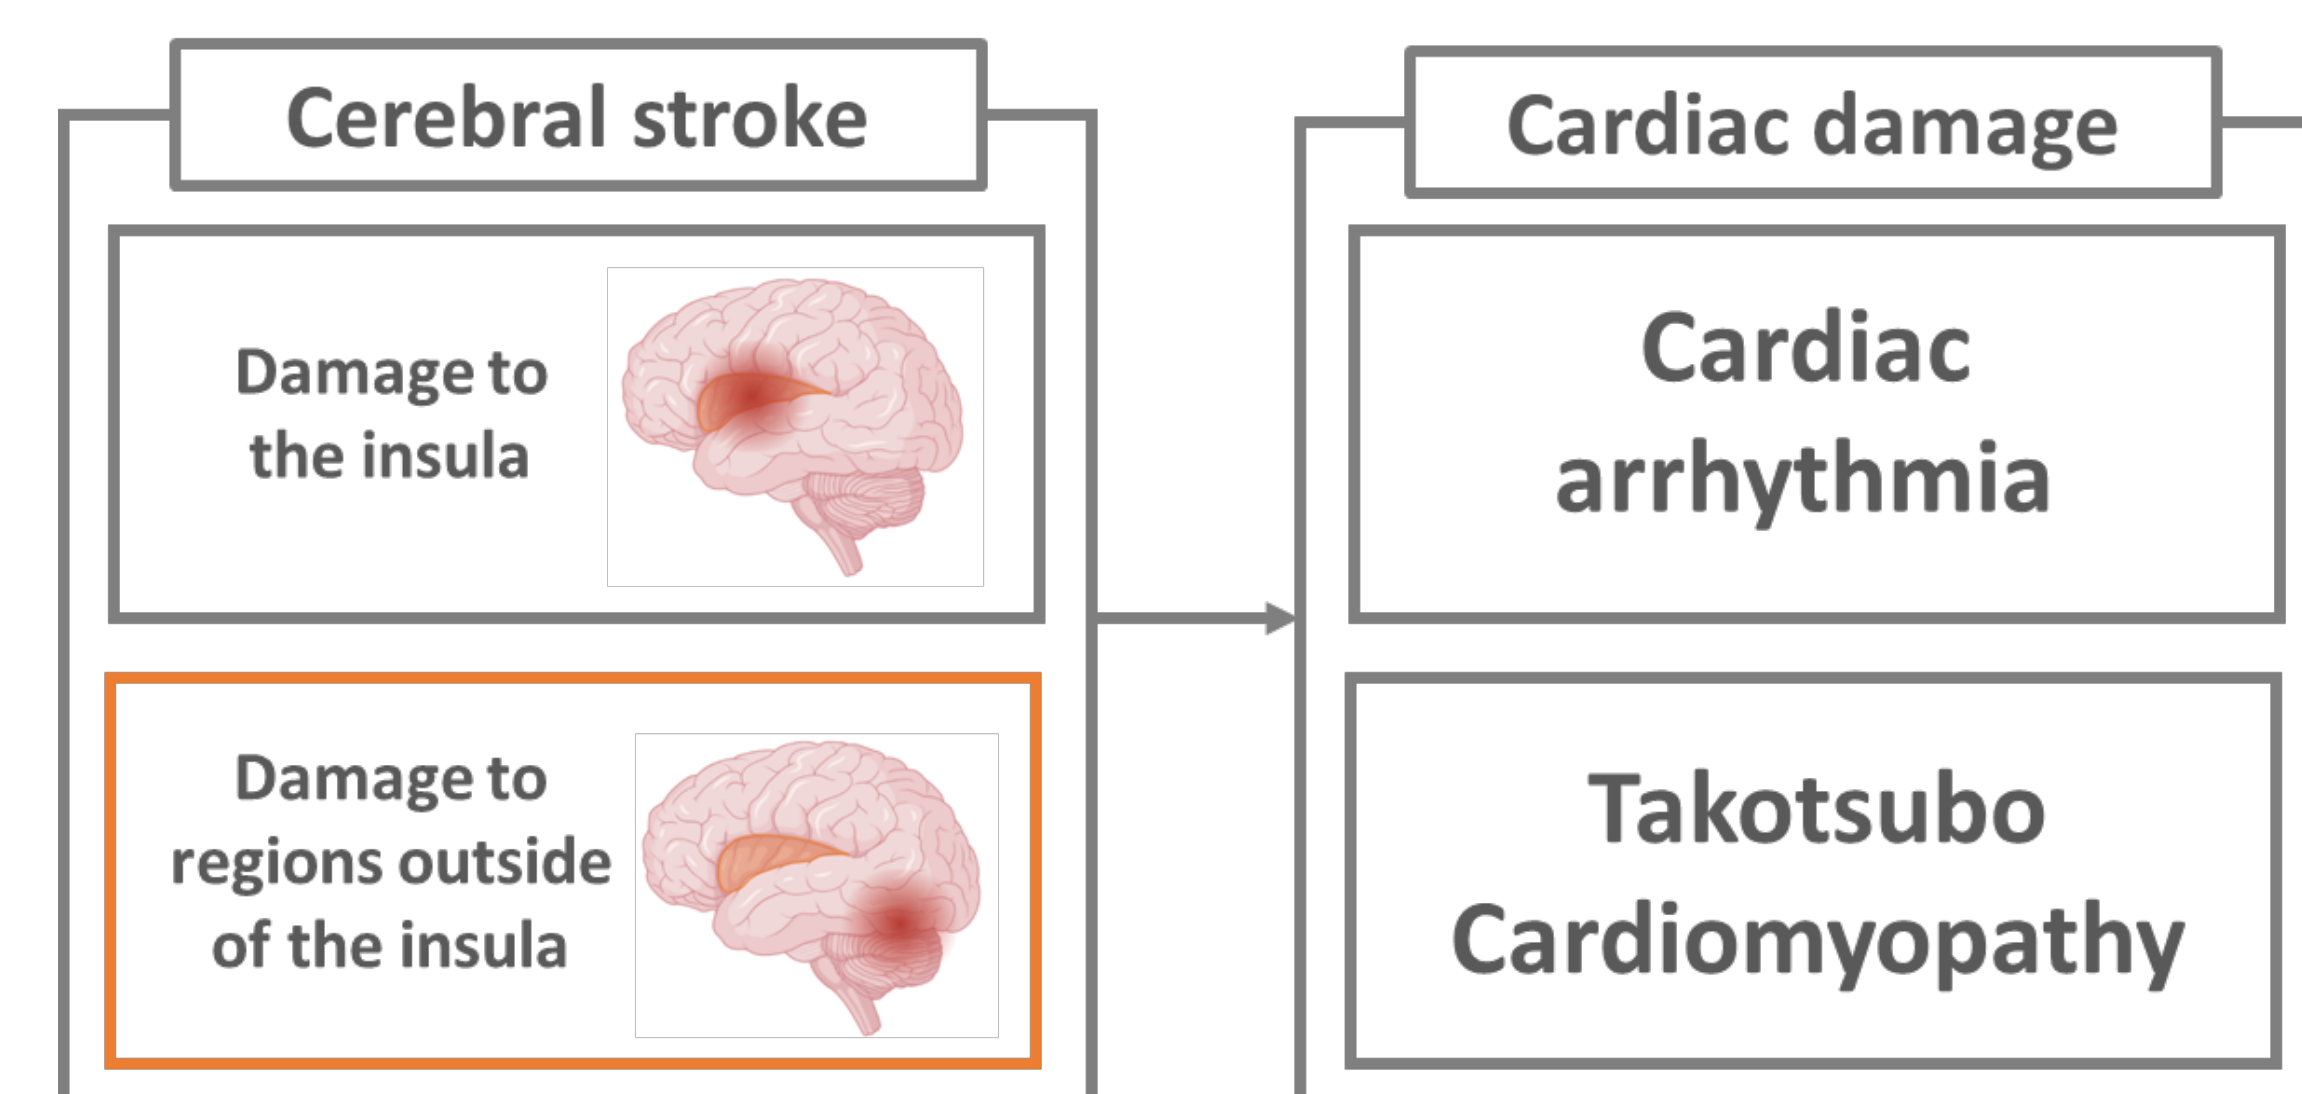 Cerebral stroke
Damage to
the insula
Damage to
regions outside
of the insula
Cardiac damage
Cardiac
arrhythmia
Takotsubo
Cardiomyopathy